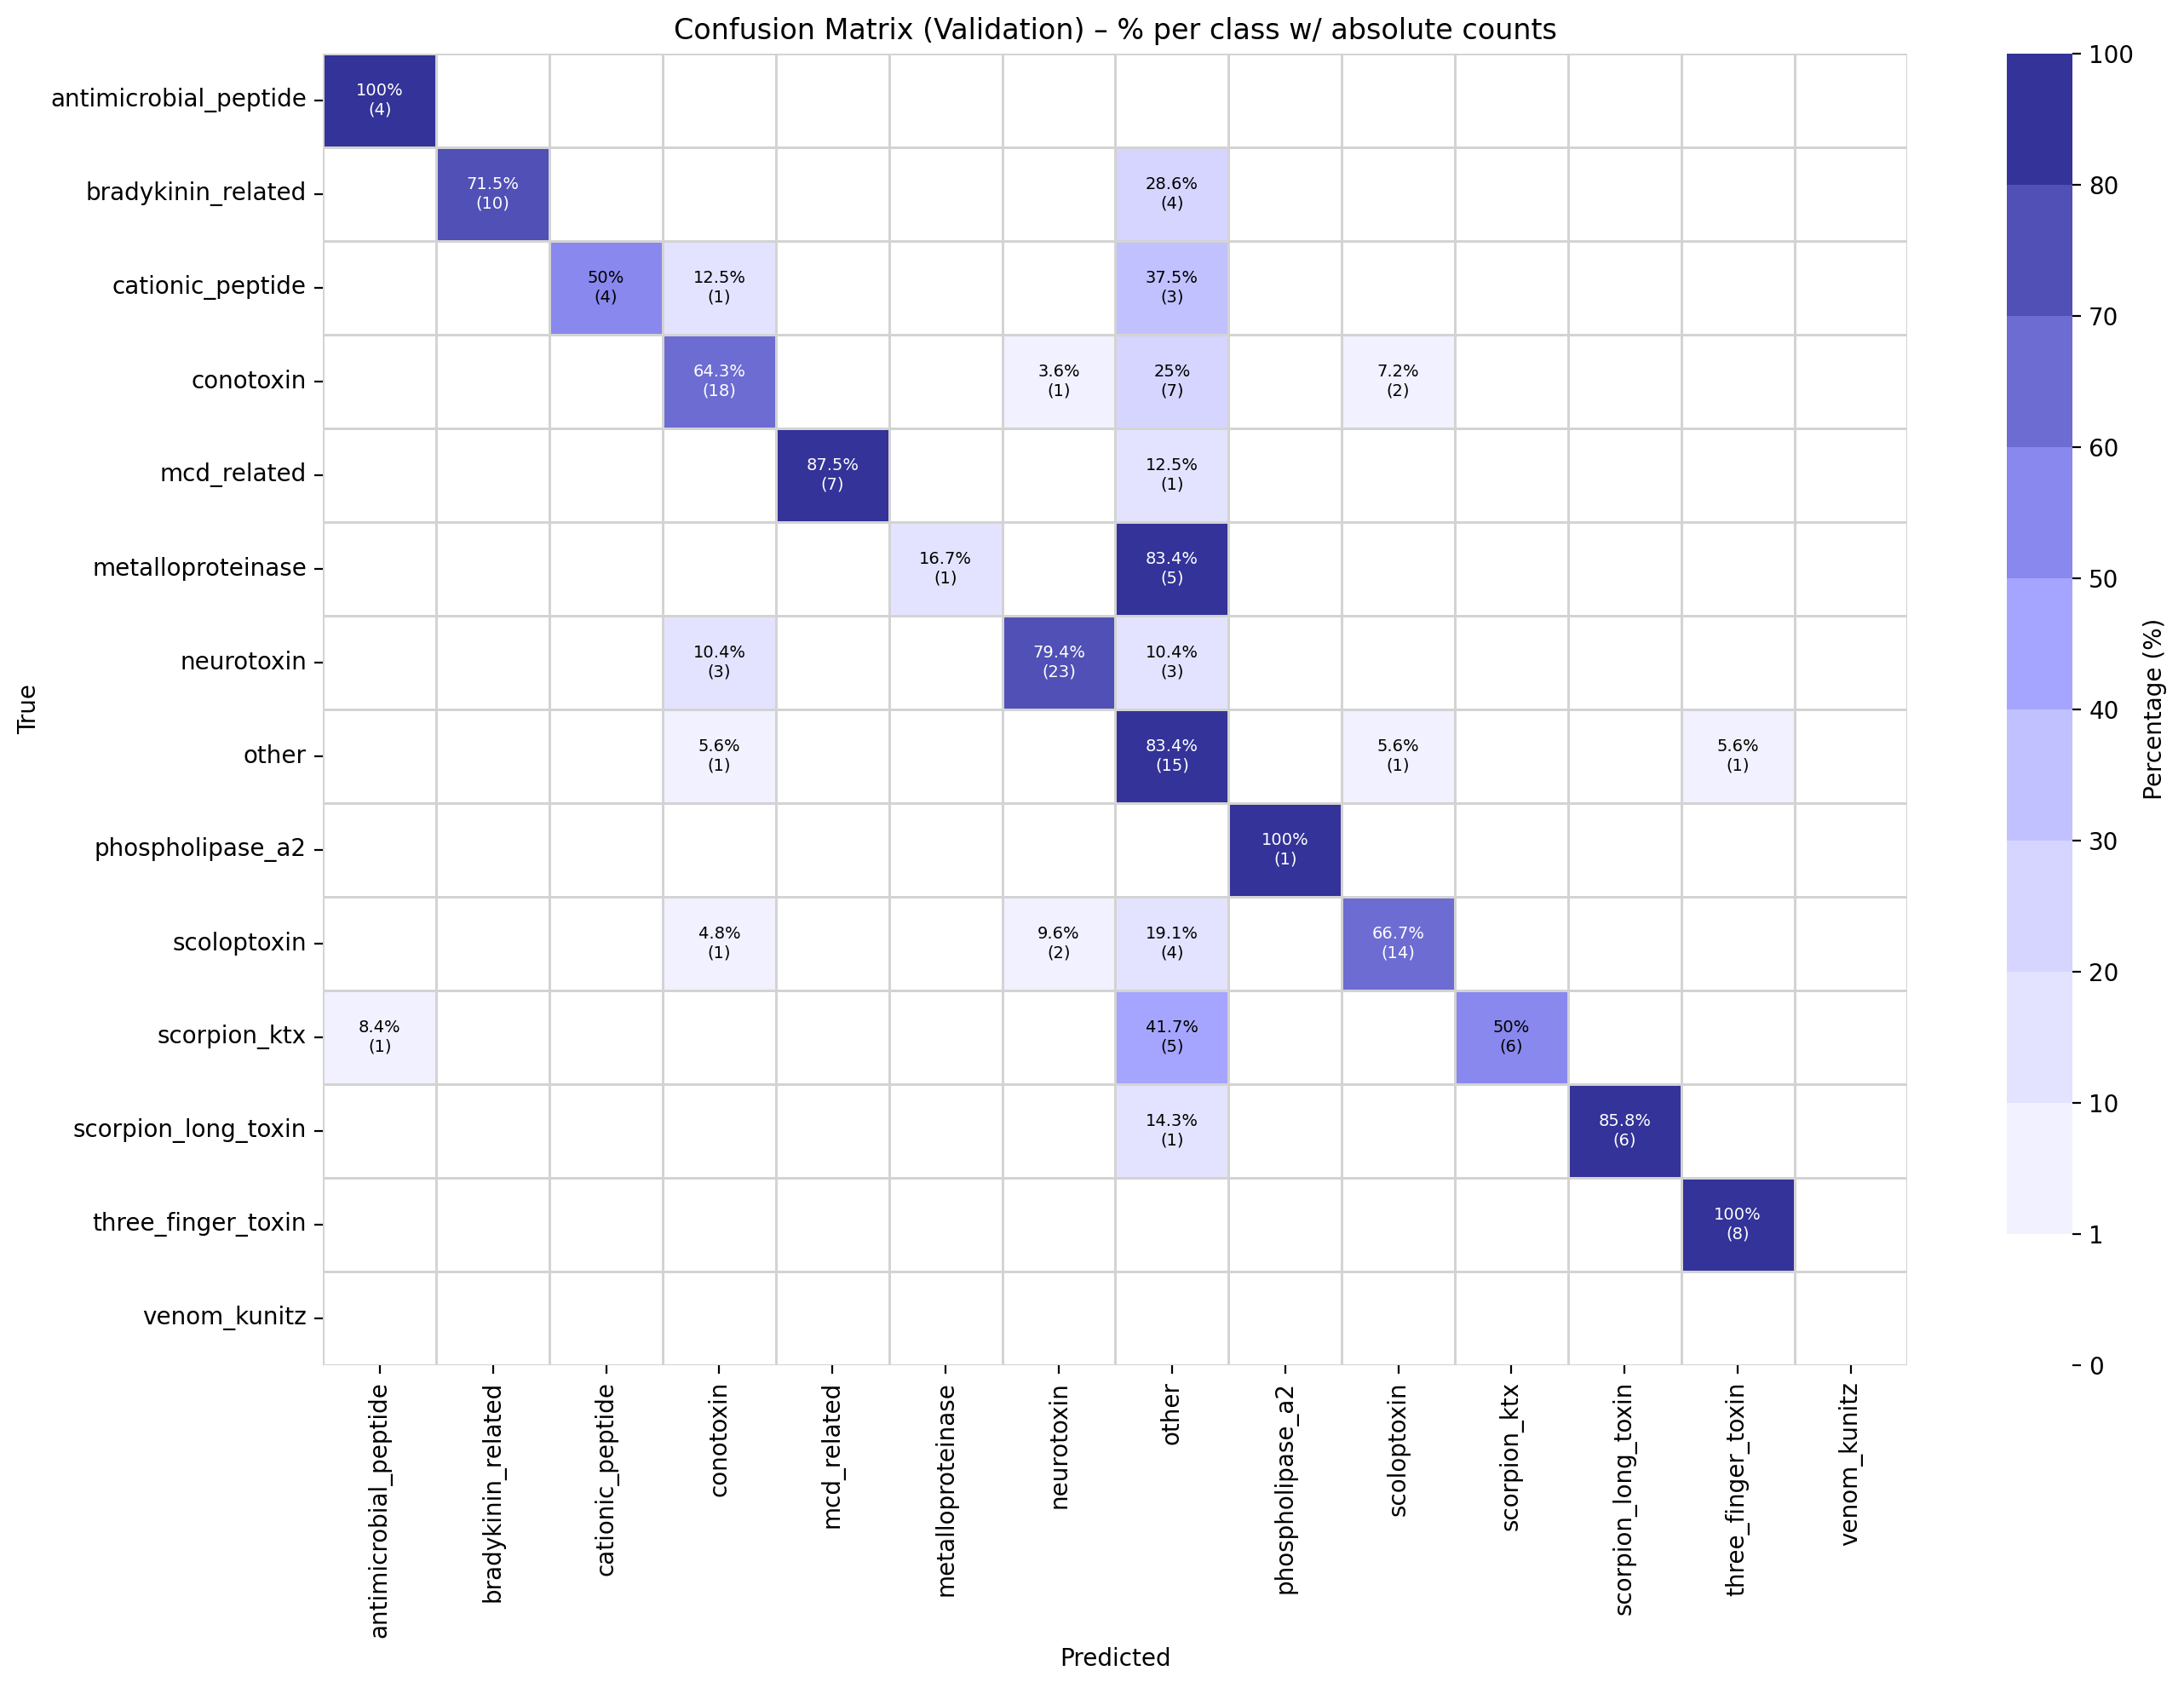 Confusion Matrix (Validation) – % per class w/ absolute counts
True
antimicrobial_peptide
100%
(4)
bradykinin_related
71.5%
(10)
28.6%
(4)
cationic_peptide
50%
(4)
12.5%
(1)
37.5%
(3)
conotoxin
64.3%
(18)
3.6%
(1)
25%
(7)
7.2%
(2)
mcd_related
87.5%
(7)
12.5%
(1)
metalloproteinase
16.7%
(1)
83.4%
(5)
neurotoxin
10.4%
(3)
79.4%
(23)
10.4%
(3)
other
5.6%
(1)
83.4%
(15)
5.6%
(1)
5.6%
(1)
phospholipase_a2
100%
(1)
scoloptoxin
4.8%
(1)
9.6%
(2)
19.1%
(4)
66.7%
(14)
scorpion_ktx
8.4%
(1)
41.7%
(5)
50%
(6)
scorpion_long_toxin
14.3%
(1)
85.8%
(6)
three_finger_toxin
100%
(8)
venom_kunitz
antimicrobial_peptide
bradykinin_related
cationic_peptide
conotoxin
mcd_related
metalloproteinase
neurotoxin
other
phospholipase_a2
scoloptoxin
scorpion_ktx
scorpion_long_toxin
three_finger_toxin
venom_kunitz
Predicted
100
80
70
60
50
40
30
20
10
1
0
Percentage (%)